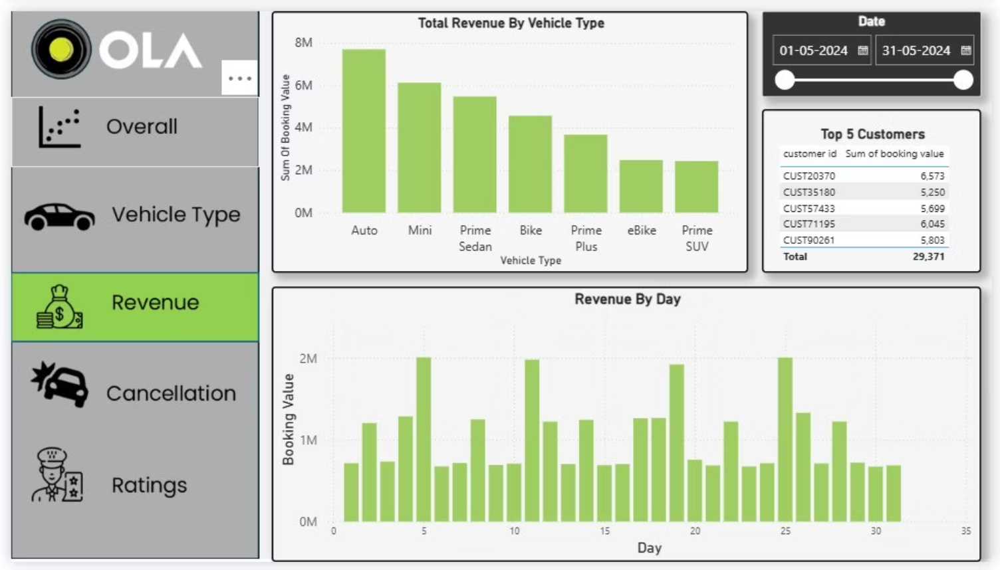 OLA
...
Overall
Vehicle Type
Revenue
Cancellation
Ratings
Total Revenue By Vehicle Type
Sum Of Booking Value
8M
6M
4M
2M
0M
Auto Mini Prime Sedan Bike Prime Plus eBike Prime SUV
Vehicle Type
Date
01-05-2024 31-05-2024
Top 5 Customers
customer id Sum of booking value
CUST20370 6,573
CUST35180 5,250
CUST57433 5,699
CUST71195 6,045
CUST90261 5,803
Total 29,371
Revenue By Day
Booking Value
2M
1M
0M
0 5 10 15 20 25 30 35
Day